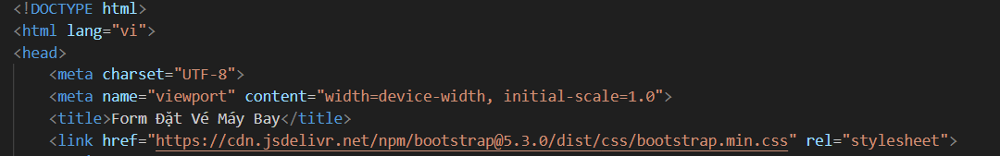 <!DOCTYPE html>
<html lang="vi">
<head>
<meta charset="UTF-8">
<meta name="viewport" content="width=device-width, initial-scale=1.0">
<title>Form Đặt Vé Máy Bay</title>
<link href="https://cdn.jsdelivr.net/npm/bootstrap@5.3.0/dist/css/bootstrap.min.css" rel="stylesheet">